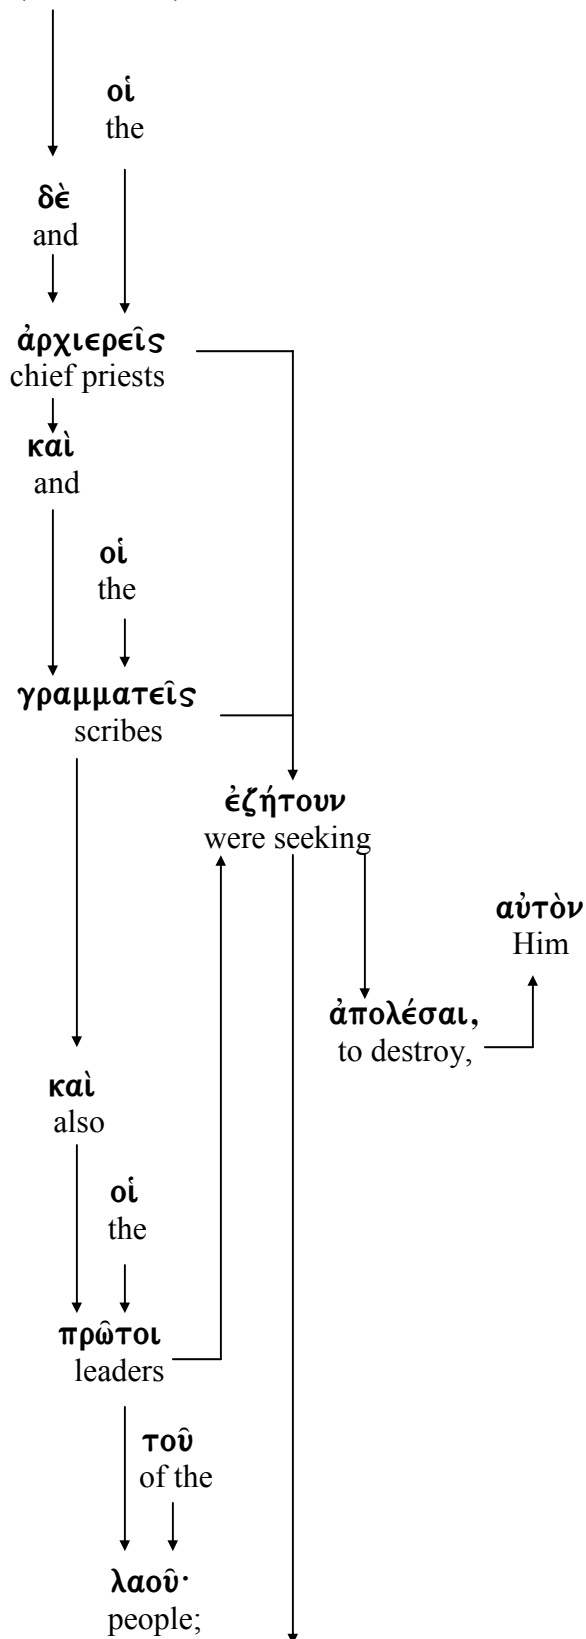 οἱ
the
δὲ
and
ἀρχιερεῖς
chief priests
καὶ
and
οἱ
the
γραμματεῖς
scribes
ἐζήτουν
were seeking
αὐτὸν
Him
ἀπολέσαι,
to destroy,
καὶ
also
οἱ
the
πρῶτοι
leaders
τοῦ
of the
λαοῦ·
people;